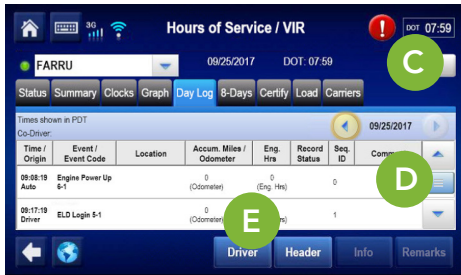 3G
Hours of Service / VIR
DOT 07:59
FARRU
09/25/2017
DOT: 07:59
C
Status Summary Clocks Graph Day Log 8-Days Certify Load Carriers
Times shown in PDT
Co-Driver:
09/25/2017
Time / Origin
Event / Event Code
Location
Accum. Miles / Odometer
Eng. Hrs
Record Status
Seq. ID
D
09:08:19 Auto
Engine Power Up 6-1
0 (Odometer)
0 (Eng. Hrs)
0
09:17:19 Driver
ELD Login 5-1
0
1
E
Driver Header Info Remarks